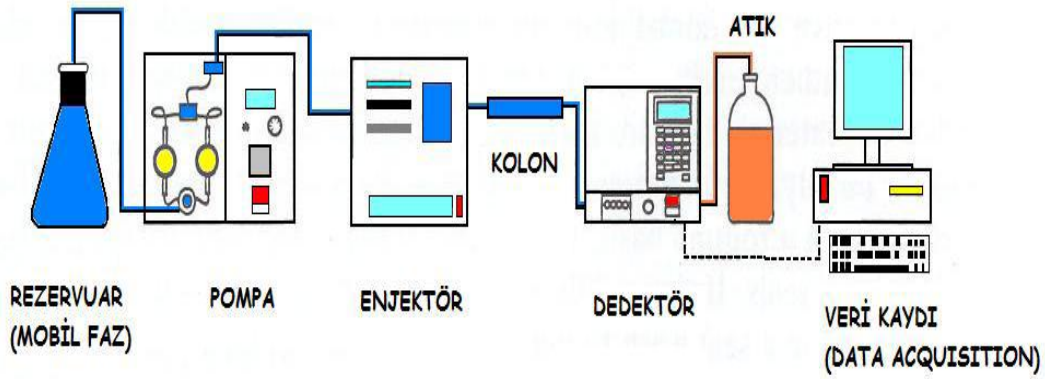 ATIK
KOLON
REZERVUAR
(MOBİL FAZ)
POMPA
ENJEKTÖR
DEDEKTÖR
VERİ KAYDI
(DATA ACQUISITION)